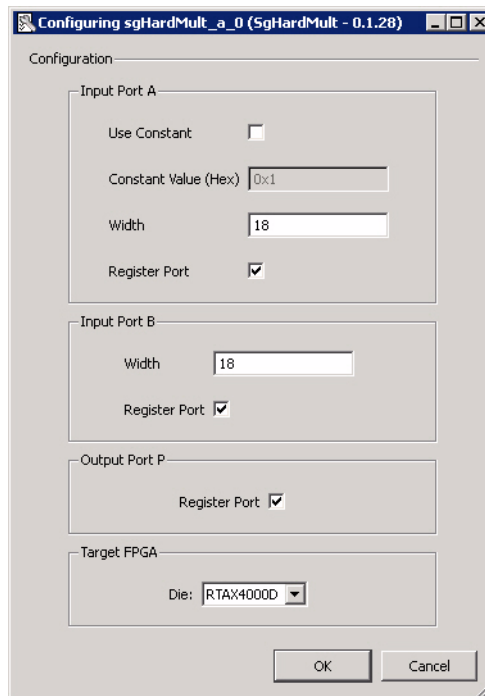 Configuring sgHardMult_a_0 (SgHardMult - 0.1.28)
Configuration
Input Port A
Use Constant
Constant Value (Hex) 0x1
Width 18
Register Port
Input Port B
Width 18
Register Port
Output Port P
Register Port
Target FPGA
Die: RTAX4000D
OK Cancel